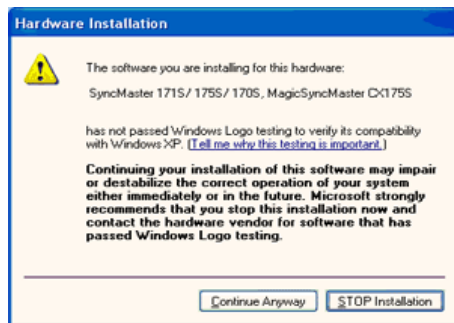 Hardware Installation
The software you are installing for this hardware:
SyncMaster 171S/ 175S/ 170S, MagicSyncMaster CX175S
has not passed Windows Logo testing to verify its compatibility
with Windows XP. (Tell me why this testing is important.)
Continuing your installation of this software may impair
or destabilize the correct operation of your system
either immediately or in the future. Microsoft strongly
recommends that you stop this installation now and
contact the hardware vendor for software that has
passed Windows Logo testing.
Continue Anyway
STOP Installation